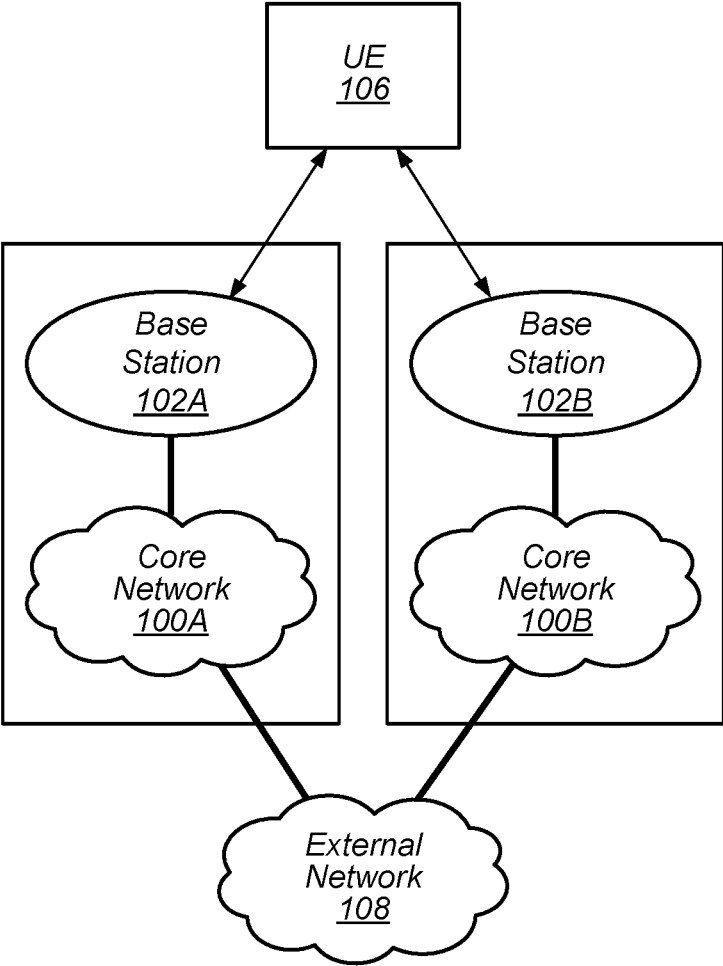 UE
106
Base
Station
102A
Base
Station
102B
Core
Network
100A
Core
Network
100B
External
Network
108